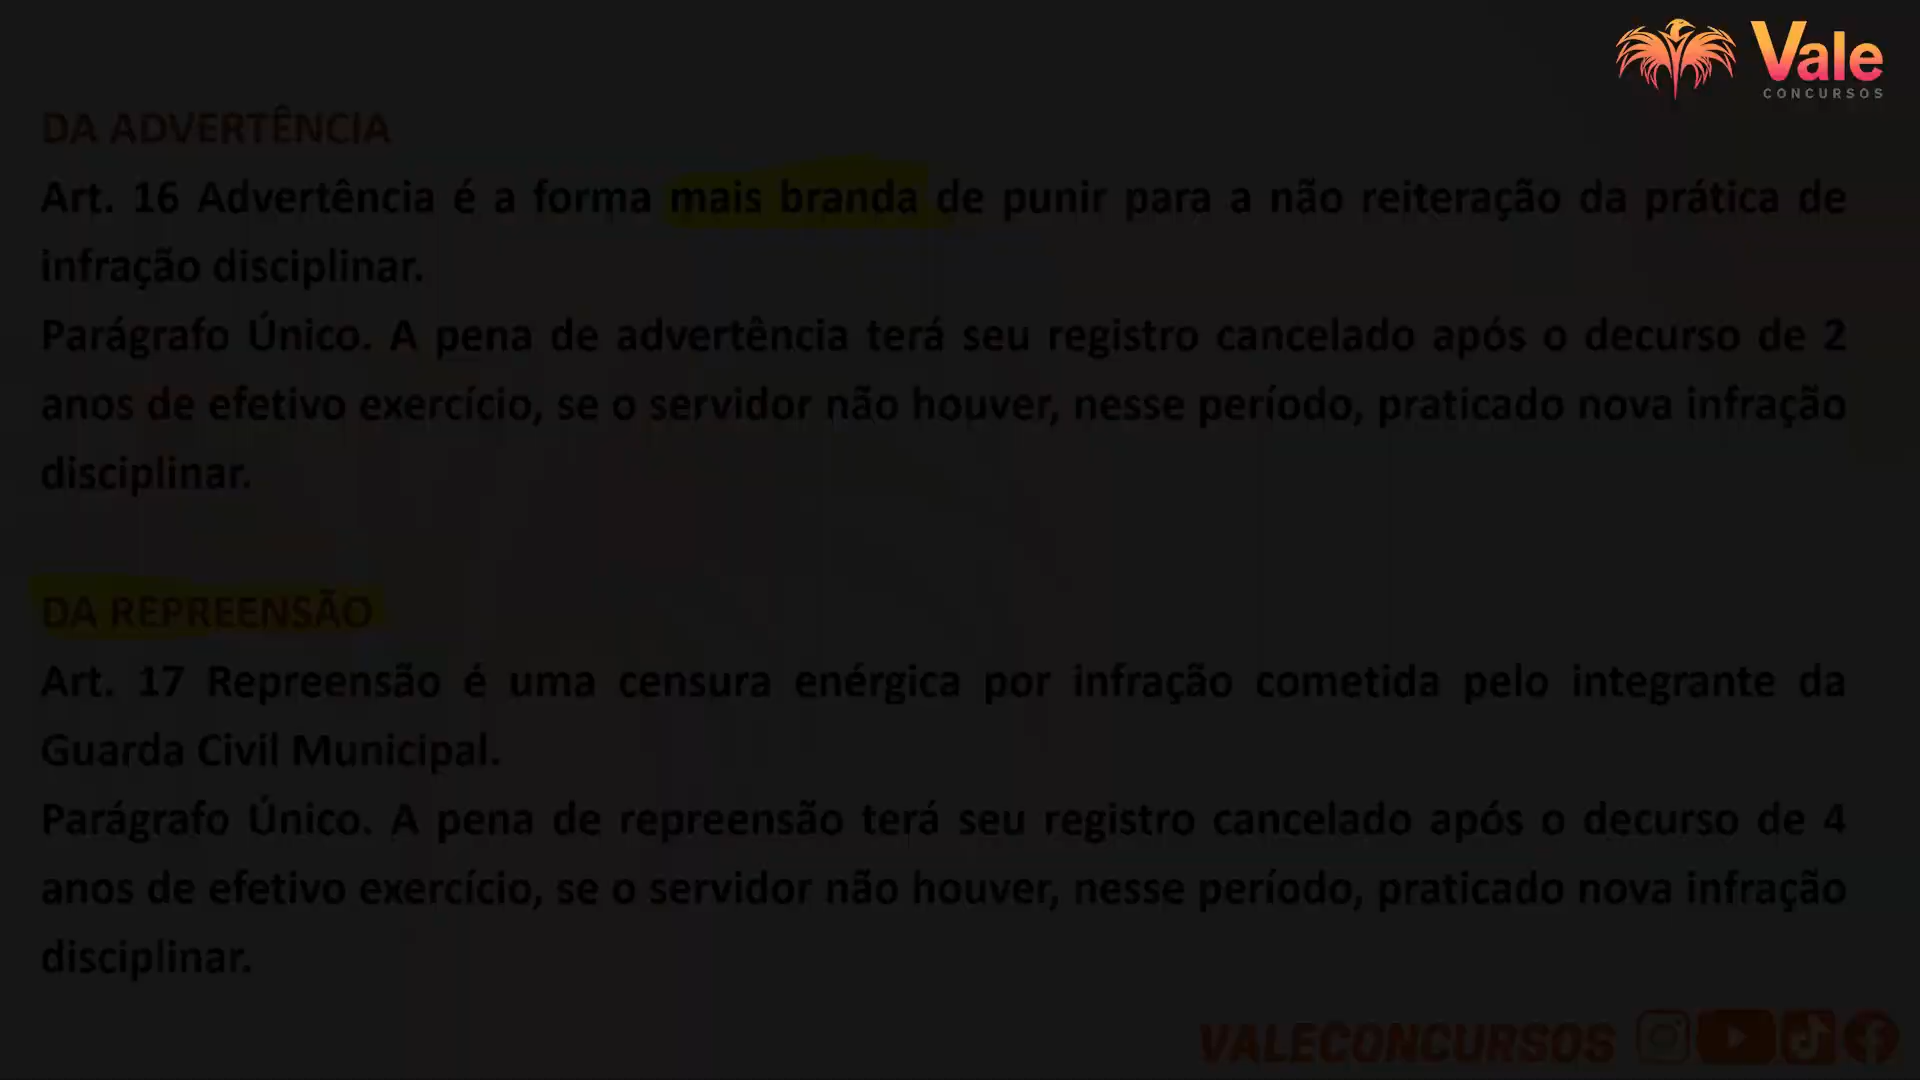 Vale
CONCURSOS
DA ADVERTÊNCIA
Art. 16 Advertência é a forma mais branda de punir para a não reiteração da prática de
infração disciplinar.
Parágrafo Único. A pena de advertência terá seu registro cancelado após o decurso de 2
anos de efetivo exercício, se o servidor não houver, nesse período, praticado nova infração
disciplinar.
DA REPREENSÃO
Art. 17 Repreensão é uma censura enérgica por infração cometida pelo integrante da
Guarda Civil Municipal.
Parágrafo Único. A pena de repreensão terá seu registro cancelado após o decurso de 4
anos de efetivo exercício, se o servidor não houver, nesse período, praticado nova infração
disciplinar.
VALECONCURSOS